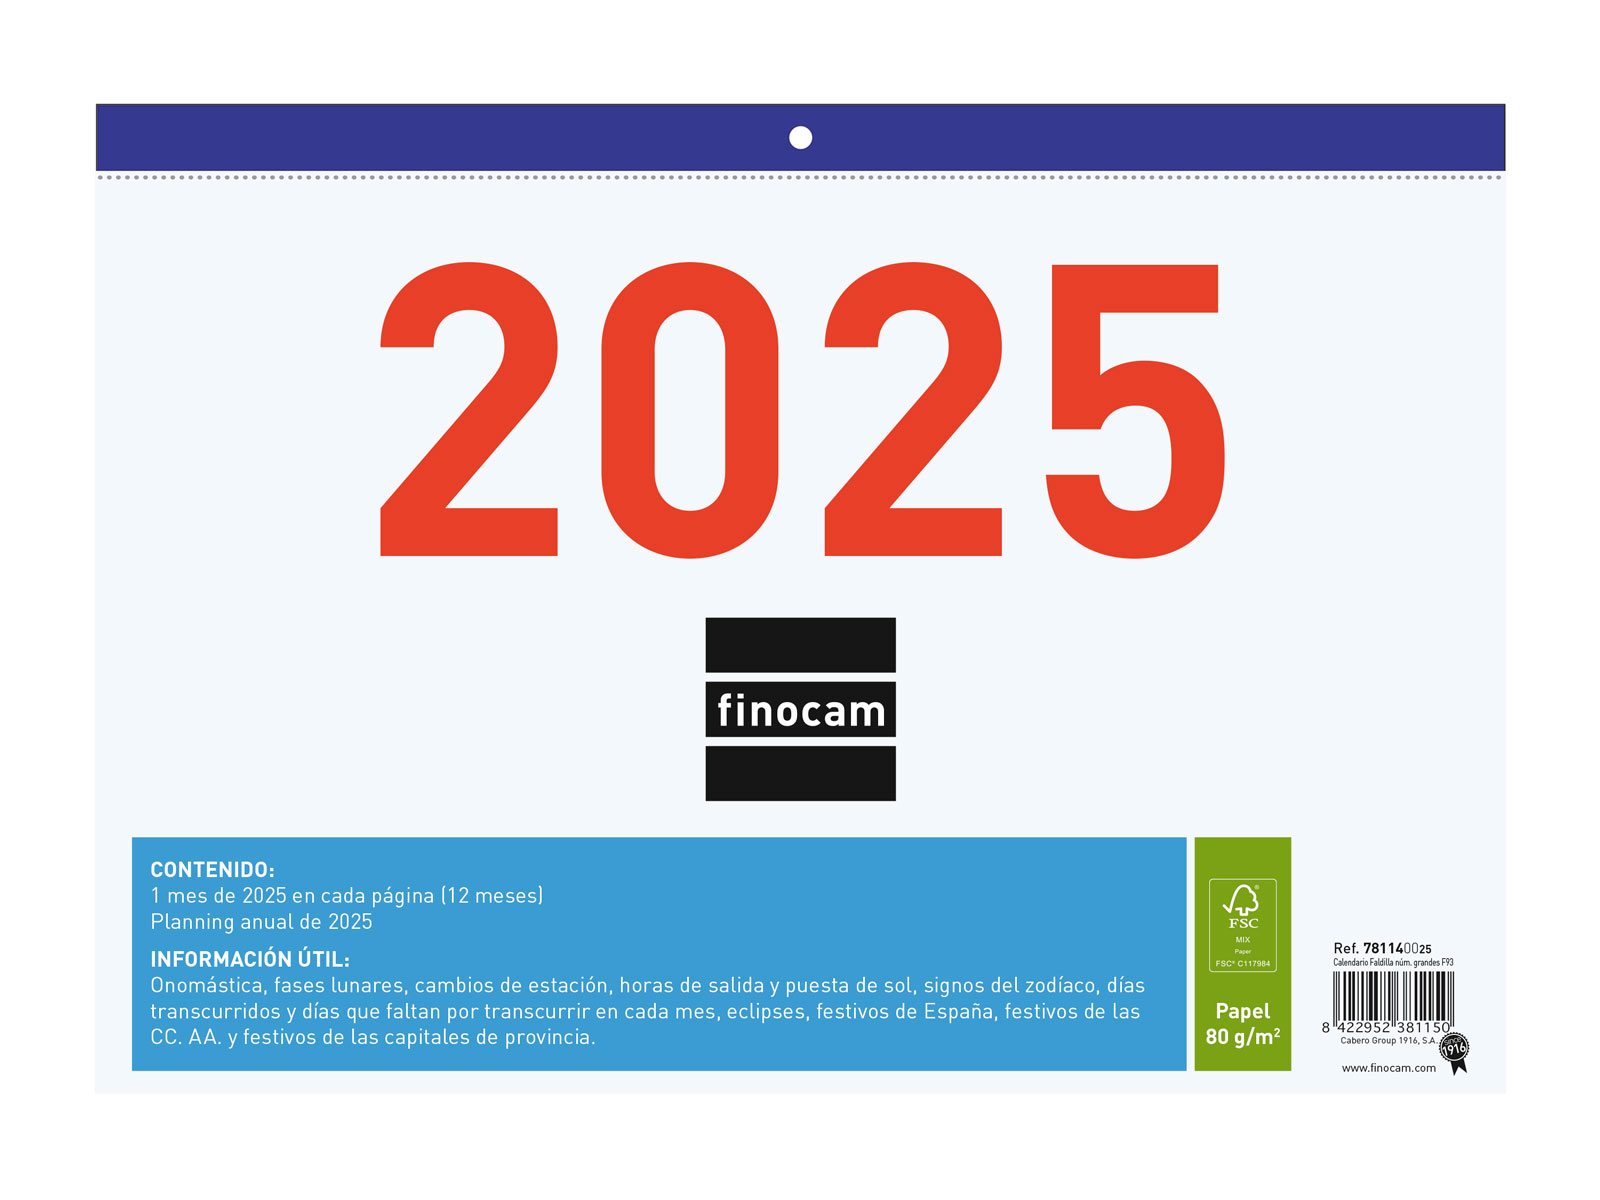 2025
finocam
CONTENIDO:
1 mes de 2025 en cada página (12 meses)
Planning anual de 2025
INFORMACIÓN ÚTIL:
Onomástica, fases lunares, cambios de estación, horas de salida y puesta de sol, signos del zodíaco, días
transcurridos y días que faltan por transcurrir en cada mes, eclipses, festivos de España, festivos de las
CC. AA. y festivos de las capitales de provincia.
FSC
MIX
Paper
FSC® C117984
Papel
80 g/m²
Ref. 781140025
Calendario Faldilla núm. grandes F93
8 422952 381150
Cabero Group 1916, S.A.
since
1916
www.finocam.com